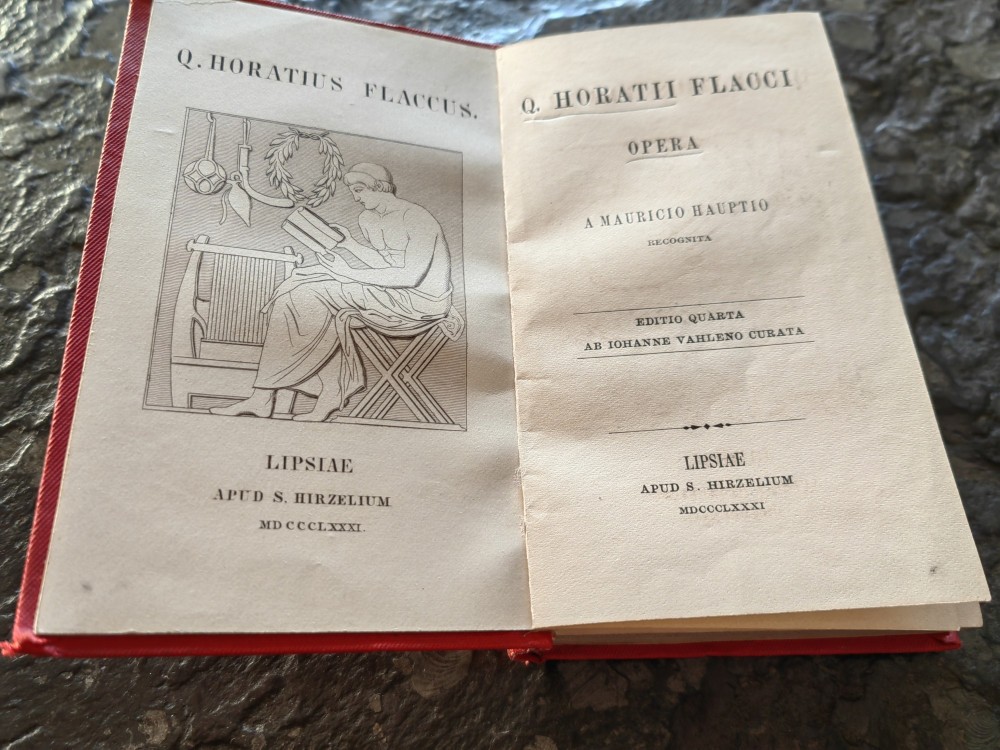 Q. HORATIUS FLACCUS.
LIPSIAE
APUD S. HIRZELIUM
MDCCCLXXXI.
Q. HORATII FLACCI
OPERA
A MAURICIO HAUPTIO
RECOGNITA
EDITIO QUARTA
AB IOHANNE VAHLENO CURATA
LIPSIAE
APUD S. HIRZELIUM
MDCCCLXXXI